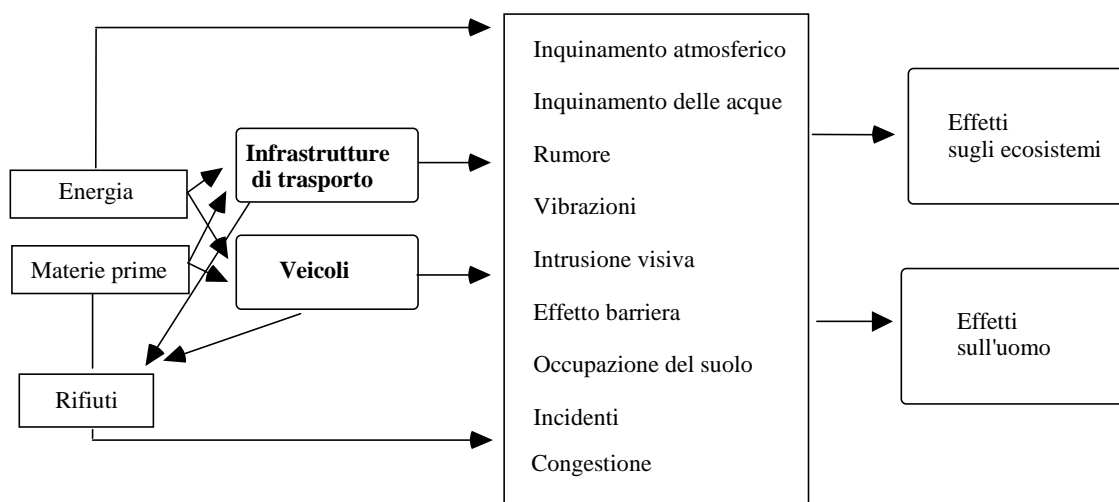 Energia
Materie prime
Rifiuti
Infrastrutture
di trasporto
Veicoli
Inquinamento atmosferico
Inquinamento delle acque
Rumore
Vibrazioni
Intrusione visiva
Effetto barriera
Occupazione del suolo
Incidenti
Congestione
Effetti
sugli ecosistemi
Effetti
sull'uomo